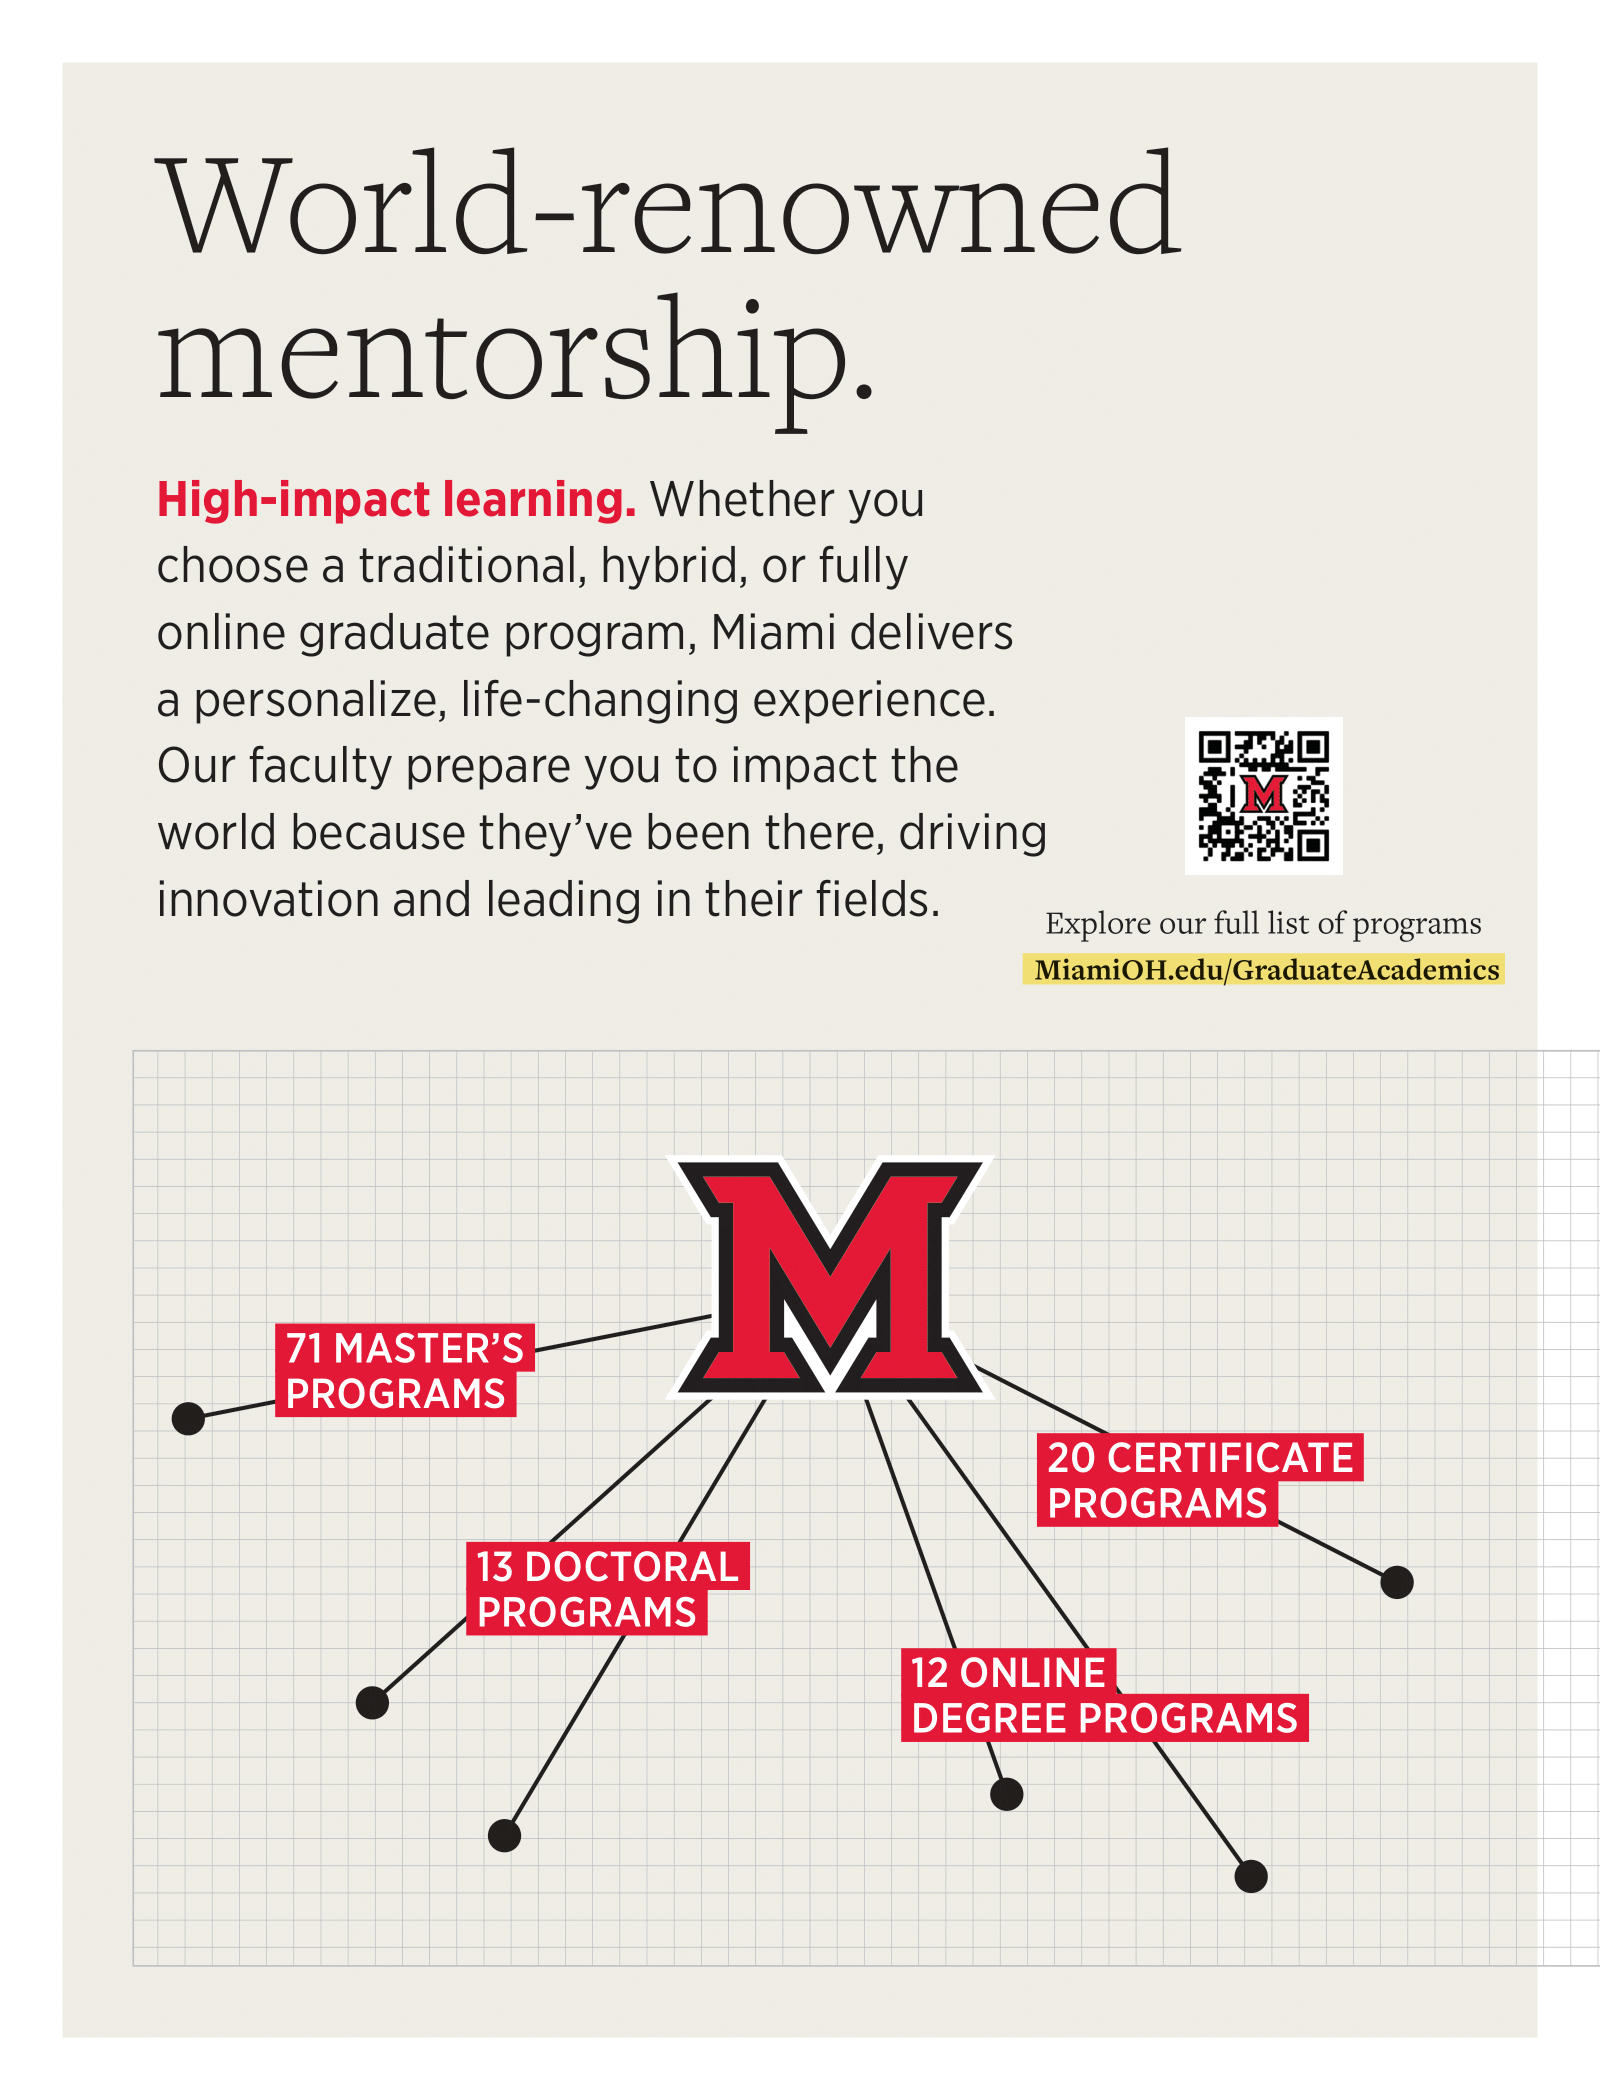 World-renowned
mentorship.
High-impact learning. Whether you
choose a traditional, hybrid, or fully
online graduate program, Miami delivers
a personalize, life-changing experience.
Our faculty prepare you to impact the
world because they’ve been there, driving
innovation and leading in their fields.
M
Explore our full list of programs
MiamiOH.edu/GraduateAcademics
M
71 MASTER’S
PROGRAMS
20 CERTIFICATE
PROGRAMS
13 DOCTORAL
PROGRAMS
12 ONLINE
DEGREE PROGRAMS